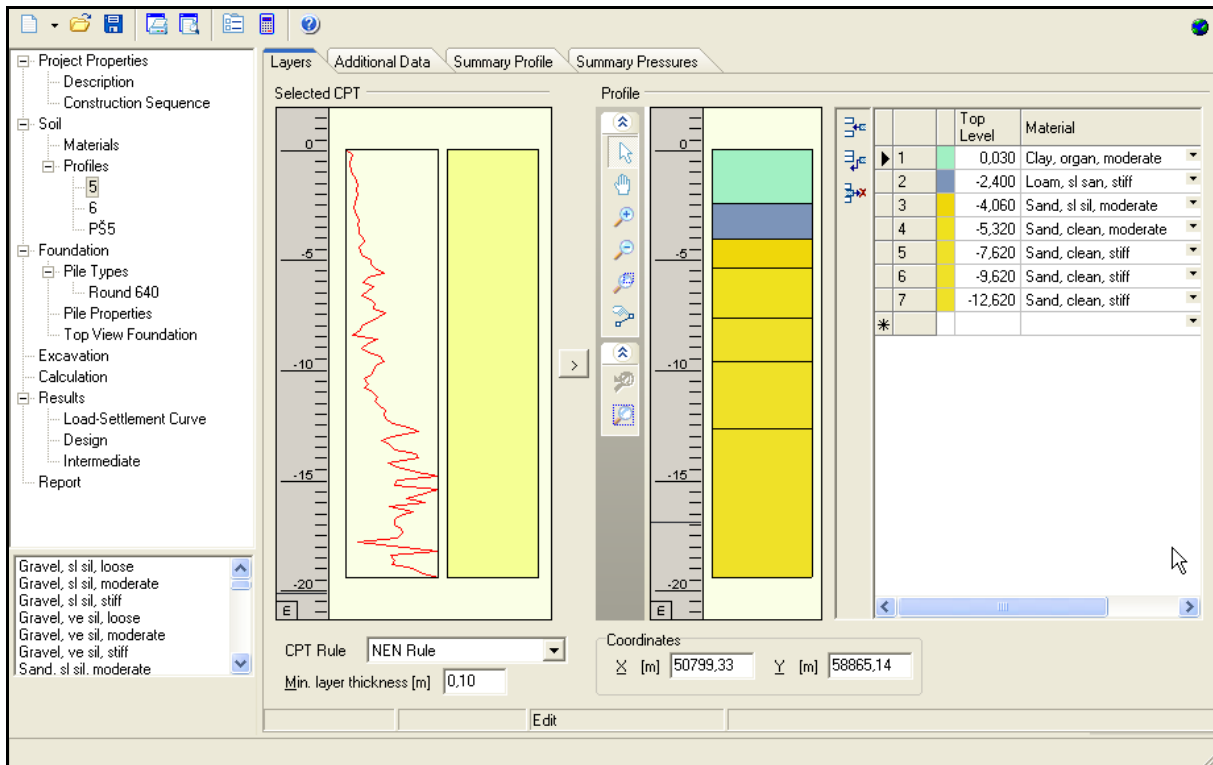 Project Properties
Description
Construction Sequence
Soil
Materials
Profiles
5
6
PŠ5
Foundation
Pile Types
Round 640
Pile Properties
Top View Foundation
Excavation
Calculation
Results
Load-Settlement Curve
Design
Intermediate
Report
Gravel, sl sil, loose
Gravel, sl sil, moderate
Gravel, sl sil, stiff
Gravel, ve sil, loose
Gravel, ve sil, moderate
Gravel, ve sil, stiff
Sand, sl sil, moderate
Layers Additional Data Summary Profile Summary Pressures
Selected CPT
0
-5
-10
-15
-20
E
>
Profile
0
-5
-10
-15
-20
E
Top Level Material
1 0,030 Clay, organ, moderate
2 -2,400 Loam, sl san, stiff
3 -4,060 Sand, sl sil, moderate
4 -5,320 Sand, clean, moderate
5 -7,620 Sand, clean, stiff
6 -9,620 Sand, clean, stiff
7 -12,620 Sand, clean, stiff
CPT Rule NEN Rule
Min. layer thickness [m] 0,10
Coordinates
X [m] 50799,33 Y [m] 58865,14
Edit